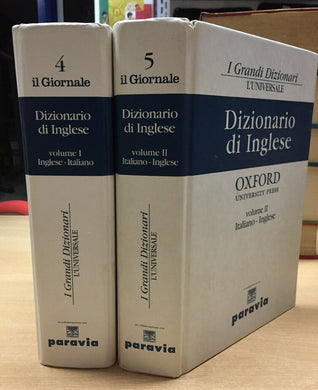 4
il Giornale
Dizionario
di Inglese
volume I
Inglese - Italiano
I Grandi Dizionari
L'UNIVERSALE
paravia
5
il Giornale
Dizionario
di Inglese
volume II
Italiano - Inglese
I Grandi Dizionari
L'UNIVERSALE
paravia
I Grandi Dizionari
L'UNIVERSALE
Dizionario
di Inglese
OXFORD
UNIVERSITY PRESS
volume II
Italiano - Inglese
paravia